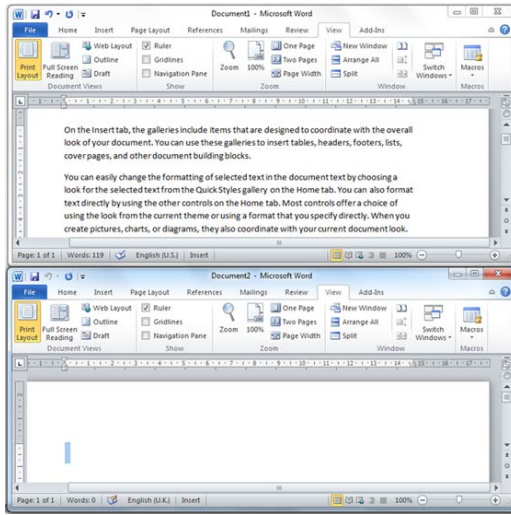 Document1 - Microsoft Word
File Home Insert Page Layout References Mailings Review View Add-Ins
Print Layout
Full Screen Reading
Web Layout
Outline
Draft
Document Views
Ruler
Gridlines
Navigation Pane
Show
Zoom
100%
One Page
Two Pages
Page Width
Zoom
New Window
Arrange All
Split
Switch Windows
Window
Macros
Macros
On the Insert tab, the galleries include items that are designed to coordinate with the overall
look of your document. You can use these galleries to insert tables, headers, footers, lists,
cover pages, and other document building blocks.
You can easily change the formatting of selected text in the document text by choosing a
look for the selected text from the Quick Styles gallery on the Home tab. You can also format
text directly by using the other controls on the Home tab. Most controls offer a choice of
using the look from the current theme or using a format that you specify directly. When you
create pictures, charts, or diagrams, they also coordinate with your current document look.
Page: 1 of 1 Words: 119 English (U.S.) Insert 100%
Document2 - Microsoft Word
File Home Insert Page Layout References Mailings Review View Add-Ins
Print Layout
Full Screen Reading
Web Layout
Outline
Draft
Document Views
Ruler
Gridlines
Navigation Pane
Show
Zoom
100%
One Page
Two Pages
Page Width
Zoom
New Window
Arrange All
Split
Switch Windows
Window
Macros
Macros
Page: 1 of 1 Words: 0 English (U.K.) Insert 100%